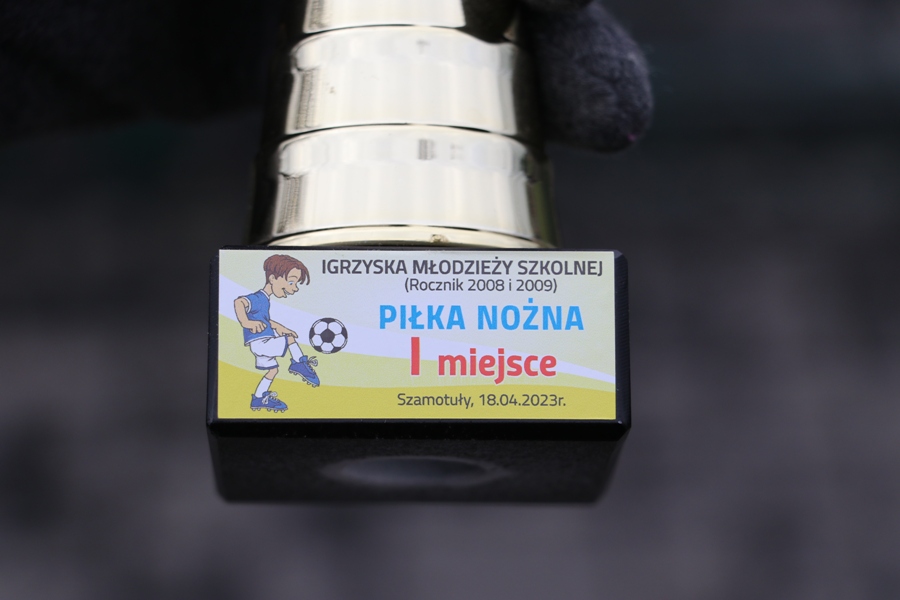 IGRZYSKA MŁODZIEŻY SZKOLNEJ
(Rocznik 2008 i 2009)
PIŁKA NOŻNA
I miejsce
Szamotuły, 18.04.2023r.